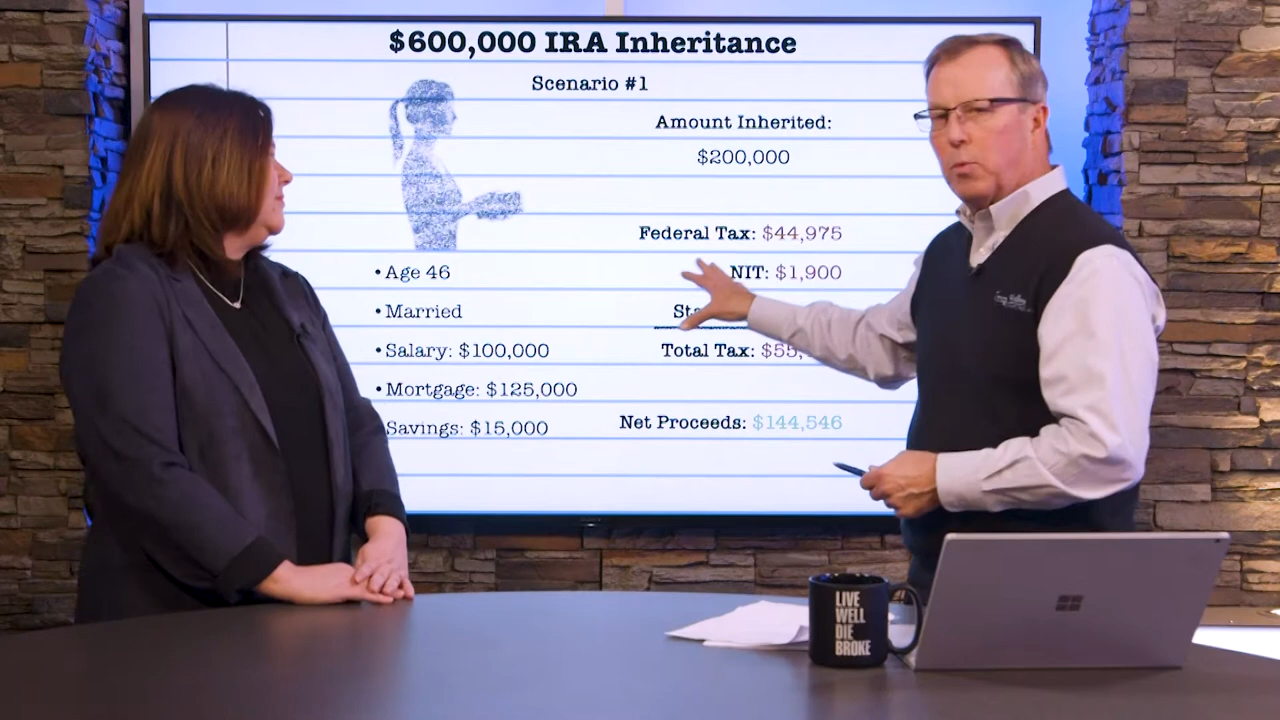 $600,000 IRA Inheritance
Scenario #1
Amount Inherited:
$200,000
Federal Tax: $44,975
NIT: $1,900
Sta
Total Tax: $55,
Net Proceeds: $144,546
• Age 46
• Married
• Salary: $100,000
• Mortgage: $125,000
Savings: $15,000
LIVE
WELL
DIE
BROKE